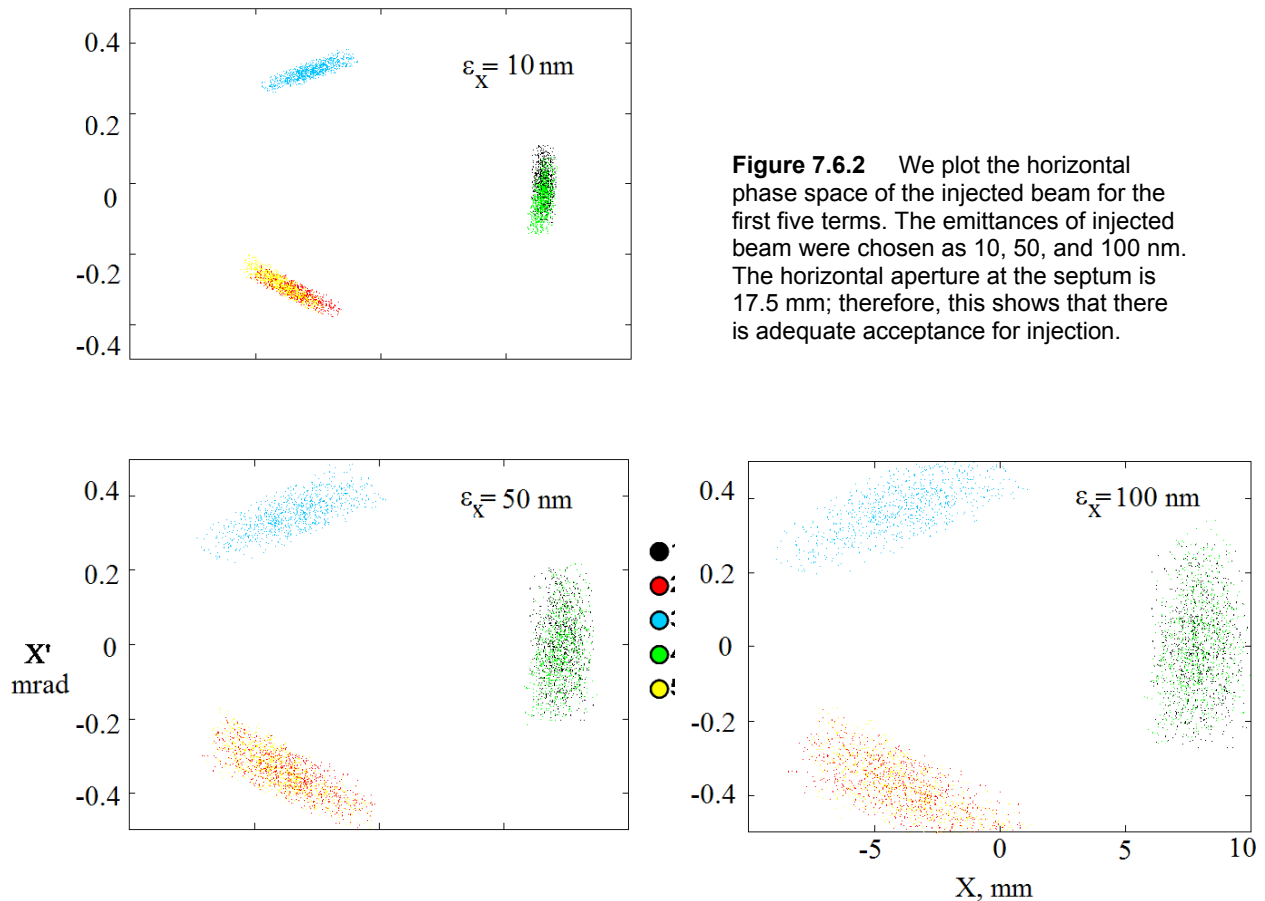 0.4
0.2
0
-0.2
-0.4
εX= 10 nm
Figure 7.6.2 We plot the horizontal
phase space of the injected beam for the
first five terms. The emittances of injected
beam were chosen as 10, 50, and 100 nm.
The horizontal aperture at the septum is
17.5 mm; therefore, this shows that there
is adequate acceptance for injection.
X'
mrad
0.4
0.2
0
-0.2
-0.4
εX= 50 nm
0.4
0.2
0
-0.2
-0.4
εX= 100 nm
-5 0 5 10
X, mm